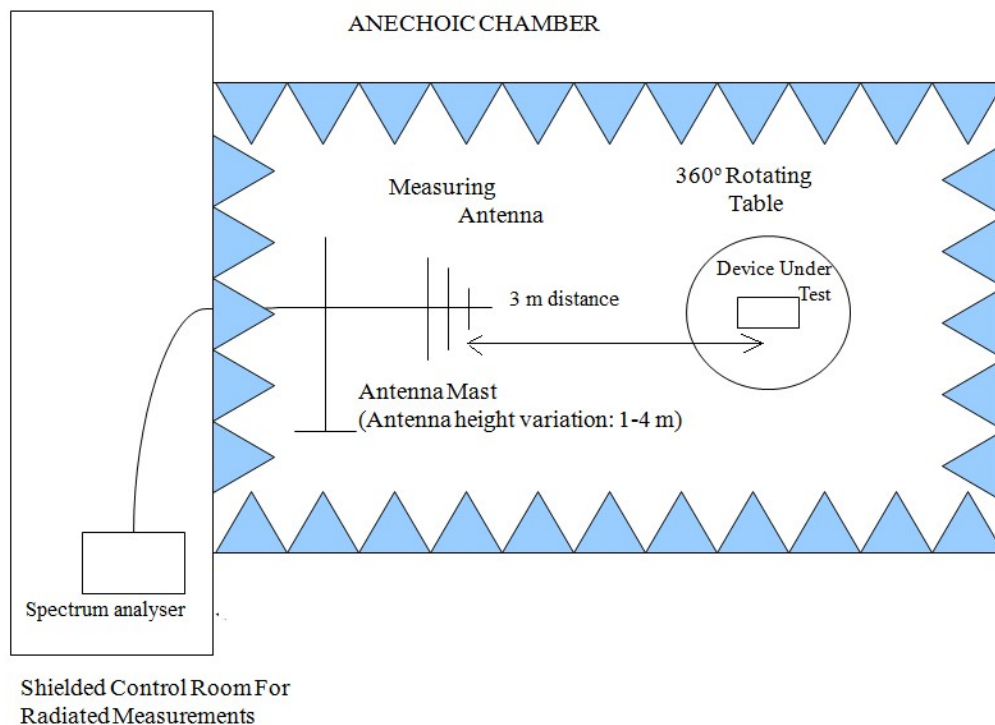 ANECHOIC CHAMBER
Measuring
Antenna
360º Rotating
Table
Device Under
Test
3 m distance
Antenna Mast
(Antenna height variation: 1-4 m)
Spectrum analyser
Shielded Control Room For
Radiated Measurements